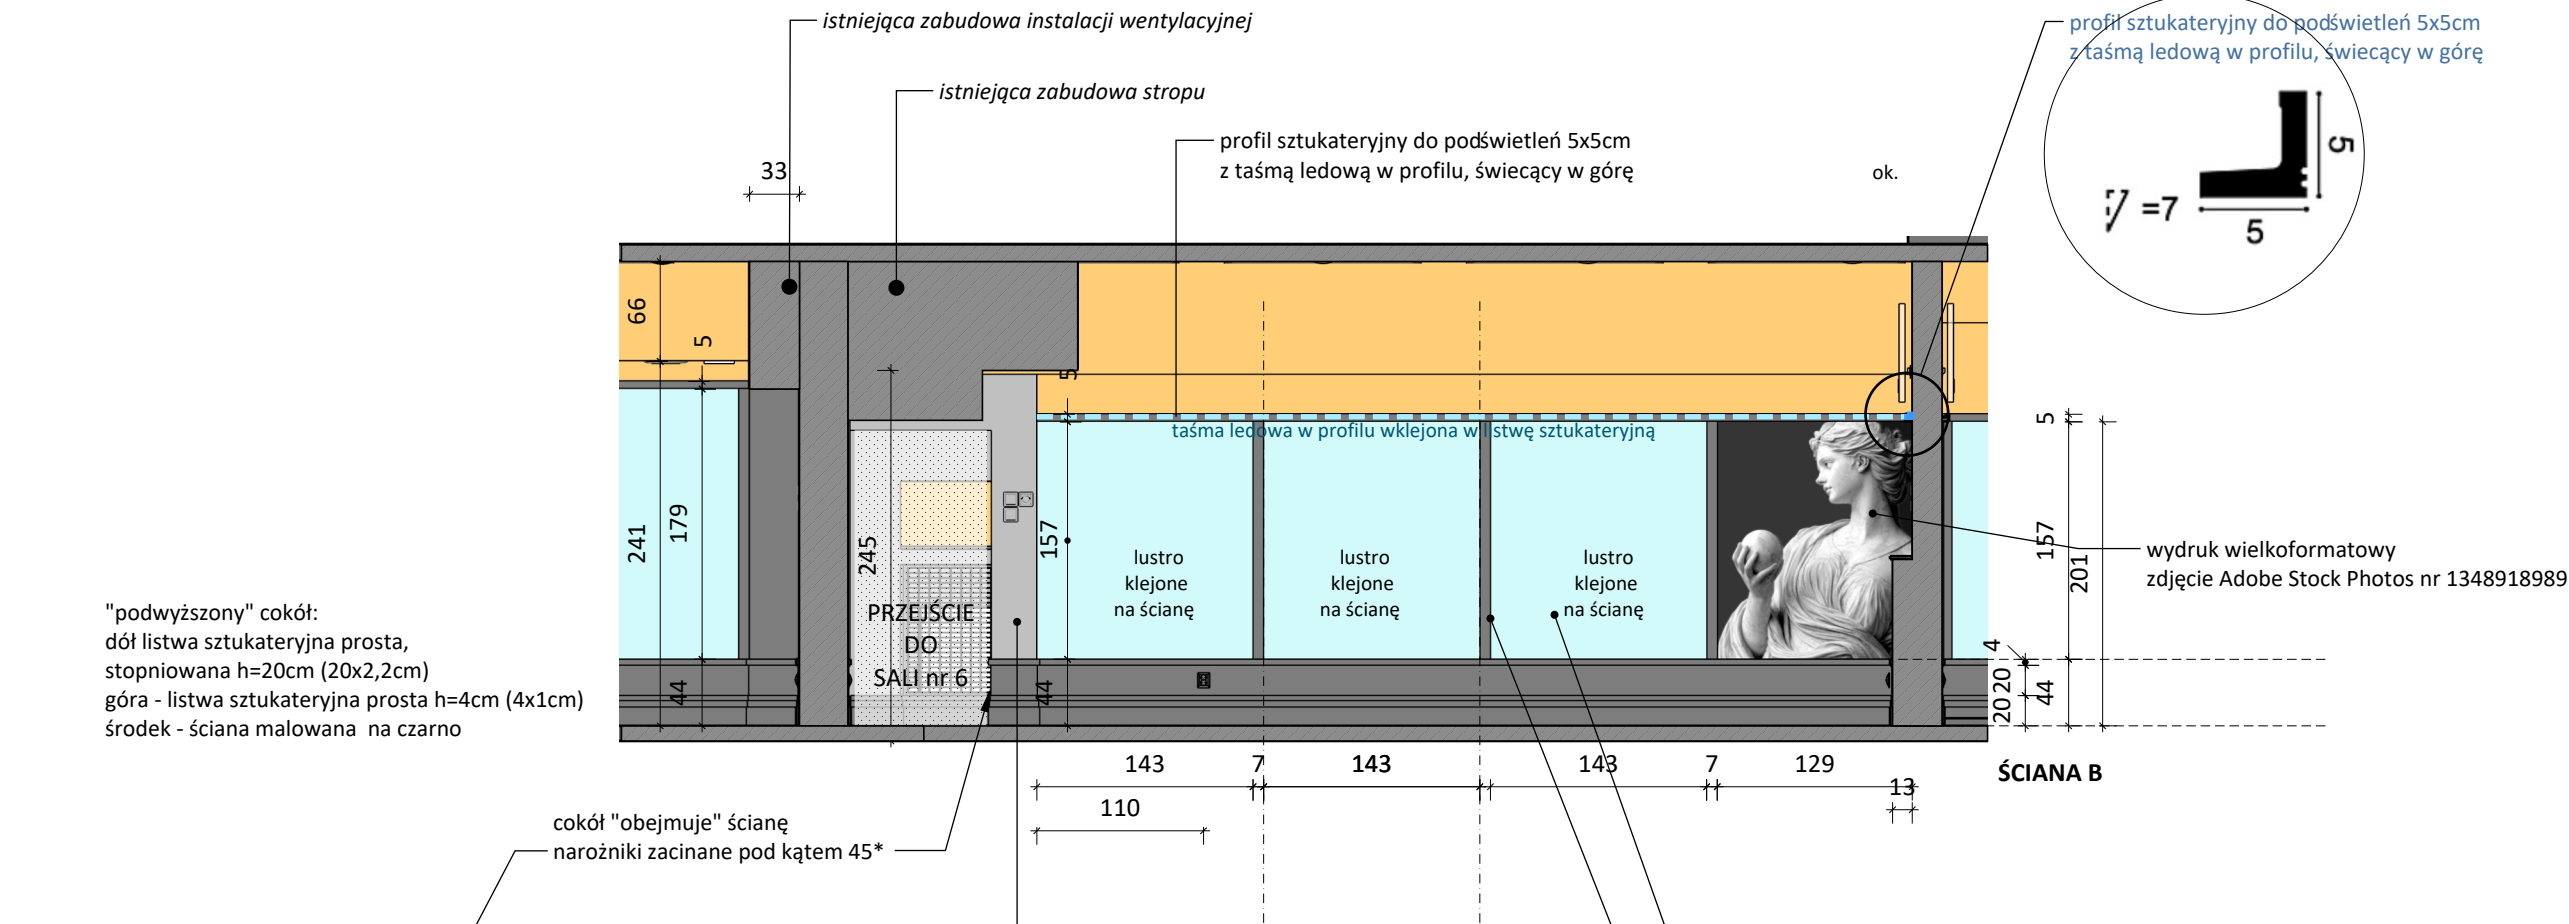 istniejąca zabudowa instalacji wentylacyjnej
profil sztukateryjny do podświetleń 5x5cm
z taśmą ledową w profilu, świecący w górę
istniejąca zabudowa stropu
profil sztukateryjny do podświetleń 5x5cm
z taśmą ledową w profilu, świecący w górę
ok.
33
5
=7
5
66
5
5
5
taśma ledowa w profilu wklejona w listwę sztukateryjną
241
179
245
157
157
201
lustro
klejone
na ścianę
lustro
klejone
na ścianę
lustro
klejone
na ścianę
wydruk wielkoformatowy
zdjęcie Adobe Stock Photos nr 1348918989
"podwyższony" cokół:
dół listwa sztukateryjna prosta,
stopniowana h=20cm (20x2,2cm)
góra - listwa sztukateryjna prosta h=4cm (4x1cm)
środek - ściana malowana na czarno
PRZEJŚCIE
DO
SALI nr 6
44
44
4
20 20
44
143 7 143 143 7 129
13
110
ŚCIANA B
cokół "obejmuje" ścianę
narożniki zacinane pod kątem 45*